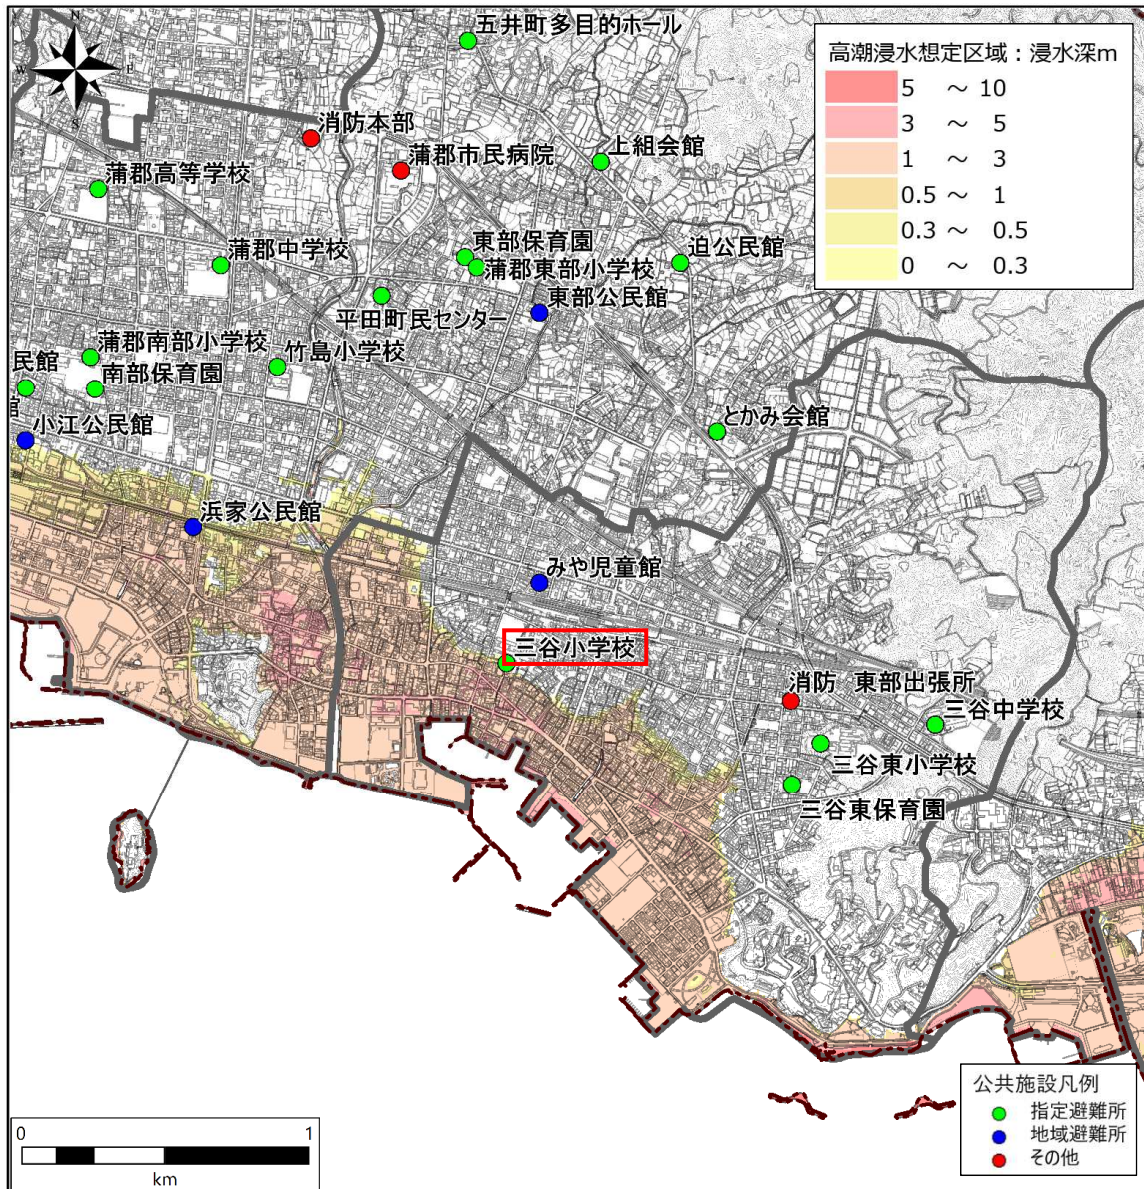 五井町多目的ホール
高潮浸水想定区域：浸水深m
5 ～ 10
3 ～ 5
1 ～ 3
0.5 ～ 1
0.3 ～ 0.5
0 ～ 0.3
N
W
E
S
消防本部
蒲郡市民病院
上組会館
蒲郡高等学校
蒲郡中学校
東部保育園
蒲郡東部小学校
迫公民館
東部公民館
平田町民センター
蒲郡南部小学校
竹島小学校
民館
南部保育園
館
小江公民館
とかみ会館
浜家公民館
みや児童館
三谷小学校
消防 東部出張所
三谷中学校
三谷東小学校
三谷東保育園
公共施設凡例
指定避難所
地域避難所
その他
0 1
km